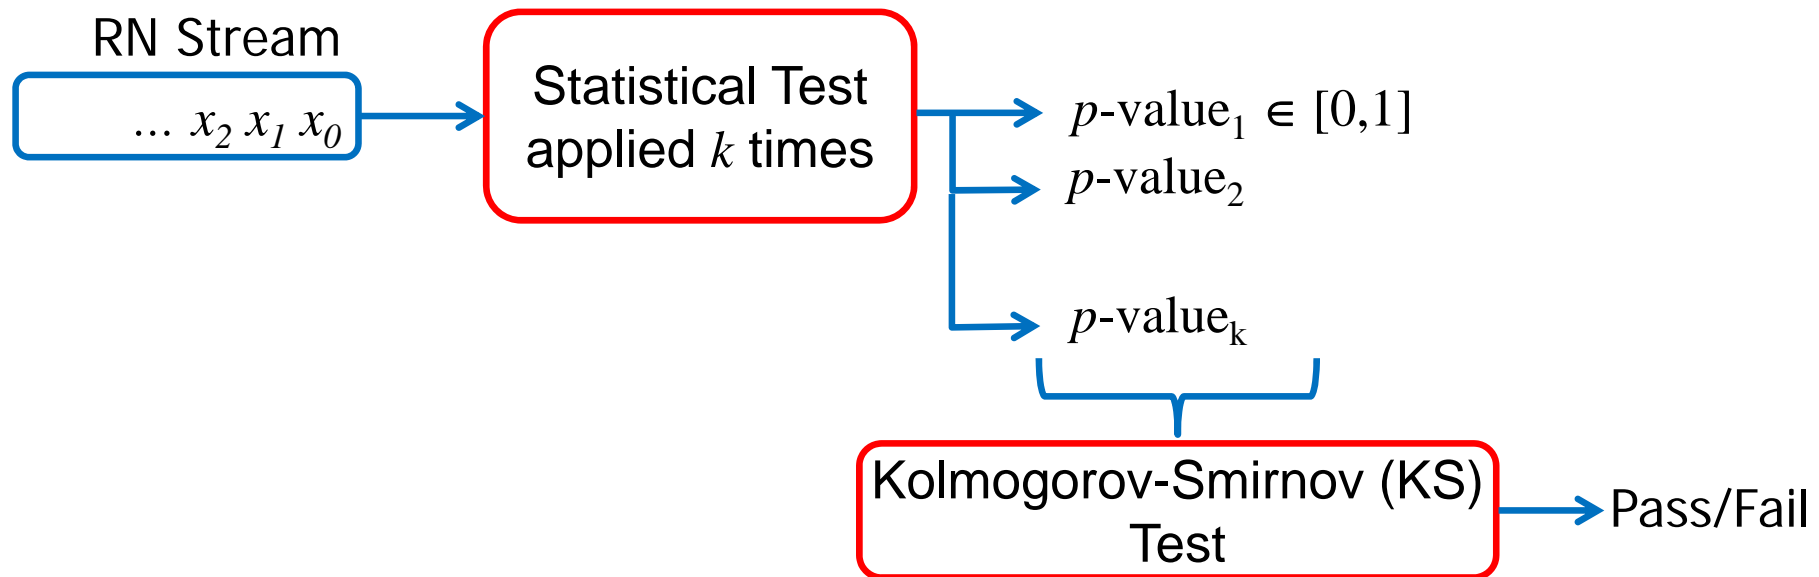 RN Stream
... x₂ x₁ x₀
Statistical Test
applied k times
p-value₁ ∈ [0,1]
p-value₂
p-valueₖ
Kolmogorov-Smirnov (KS)
Test
Pass/Fail